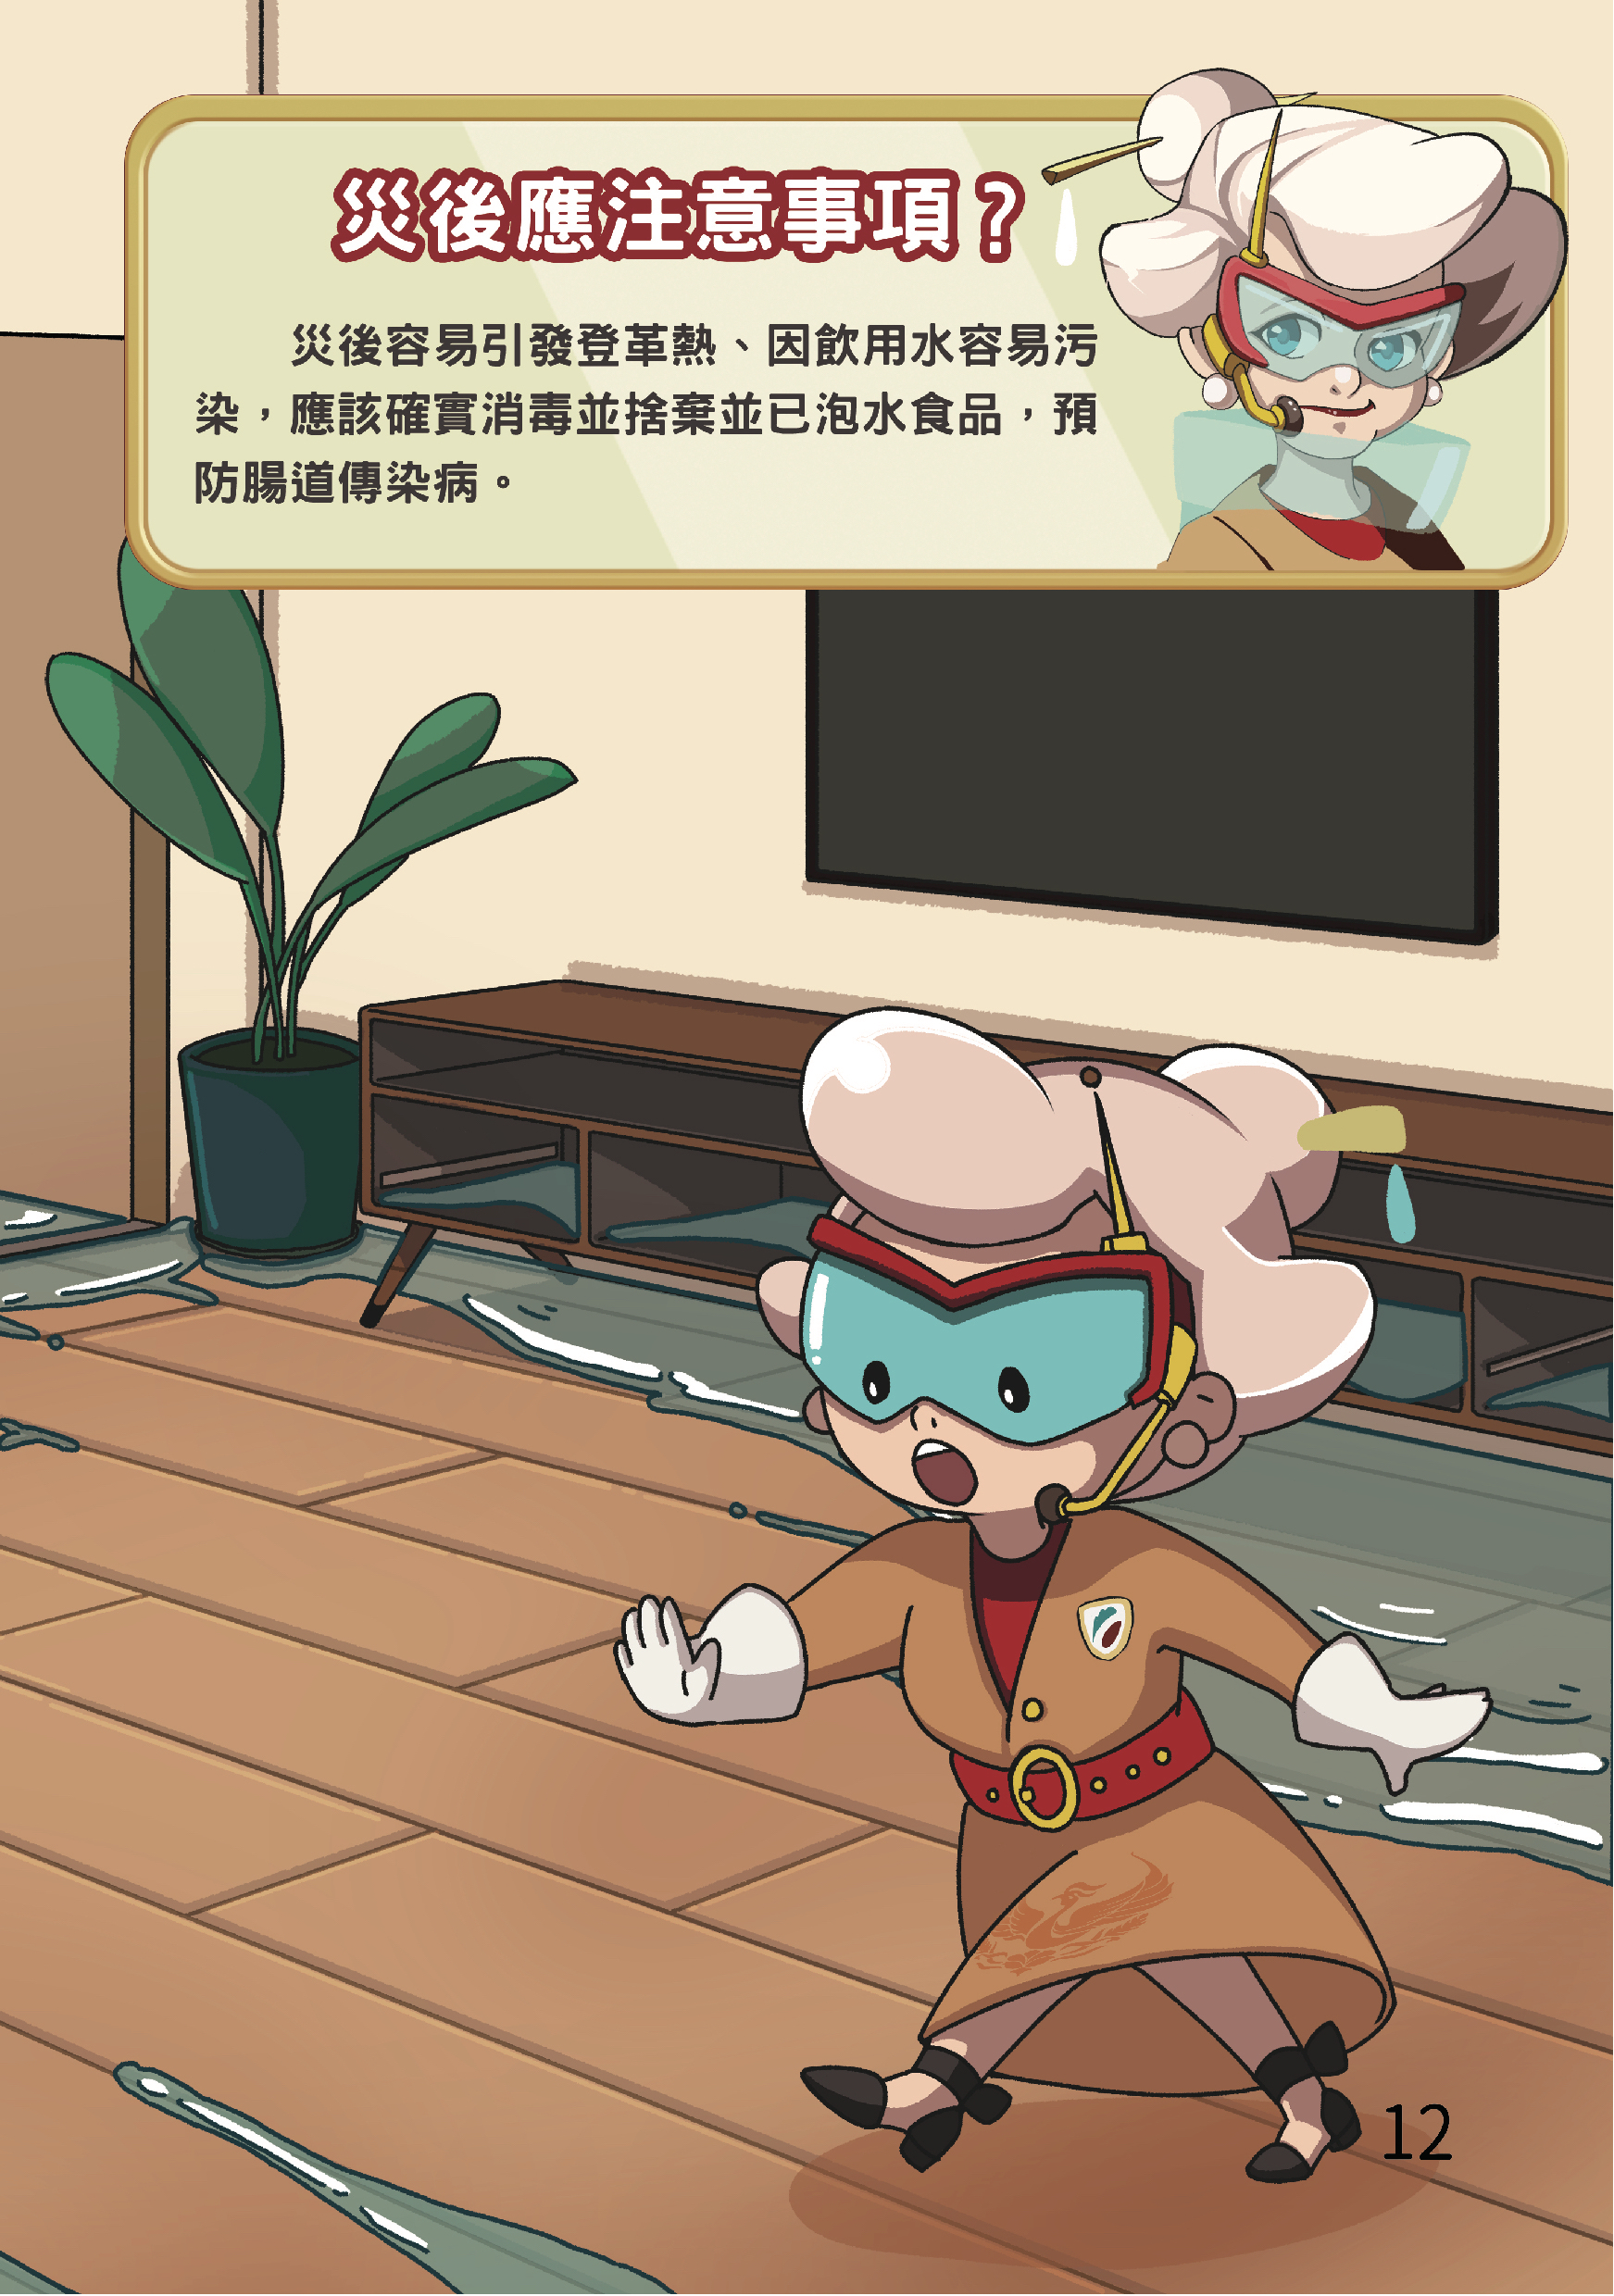 災後應注意事項？
災後容易引發登革熱、因飲用水容易污
染，應該確實消毒並捨棄並已泡水食品，預
防腸道傳染病。
12